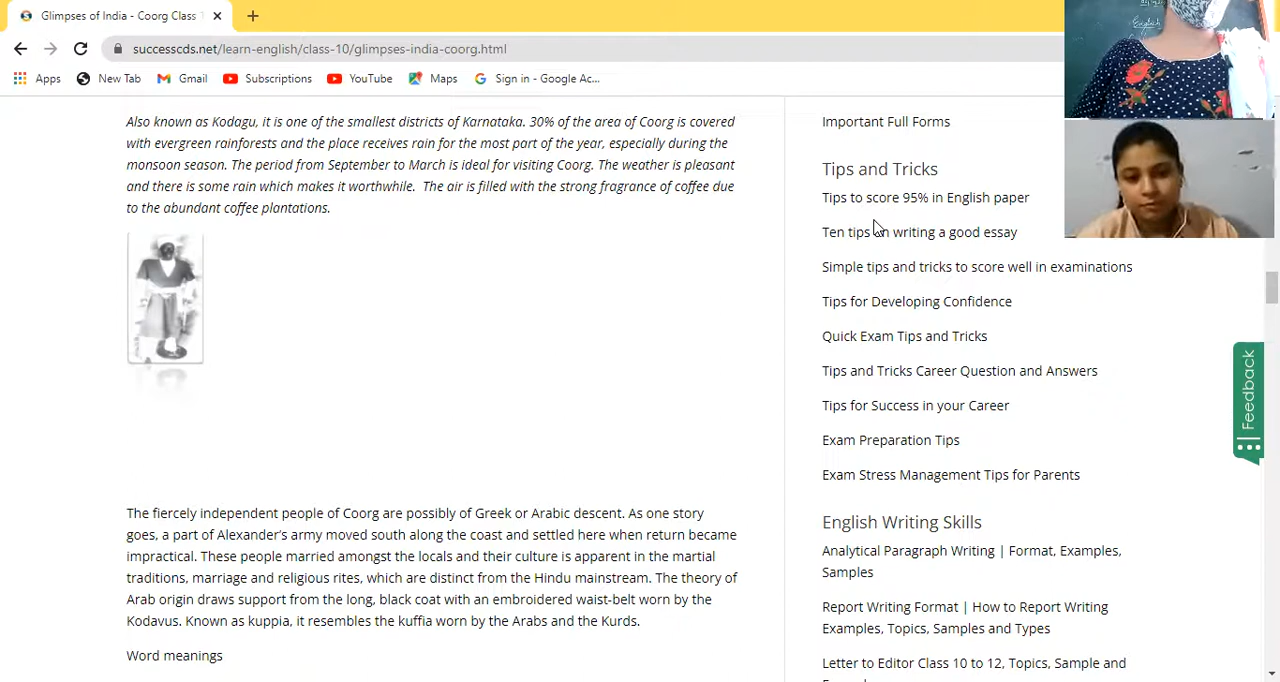 Glimpses of India - Coorg Class
successcds.net/learn-english/class-10/glimpses-india-coorg.html
Apps New Tab Gmail Subscriptions YouTube Maps Sign in - Google Ac...
Also known as Kodagu, it is one of the smallest districts of Karnataka. 30% of the area of Coorg is covered
with evergreen rainforests and the place receives rain for the most part of the year, especially during the
monsoon season. The period from September to March is ideal for visiting Coorg. The weather is pleasant
and there is some rain which makes it worthwhile. The air is filled with the strong fragrance of coffee due
to the abundant coffee plantations.
The fiercely independent people of Coorg are possibly of Greek or Arabic descent. As one story
goes, a part of Alexander's army moved south along the coast and settled here when return became
impractical. These people married amongst the locals and their culture is apparent in the martial
traditions, marriage and religious rites, which are distinct from the Hindu mainstream. The theory of
Arab origin draws support from the long, black coat with an embroidered waist-belt worn by the
Kodavus. Known as kuppia, it resembles the kuffia worn by the Arabs and the Kurds.
Word meanings
Important Full Forms
Tips and Tricks
Tips to score 95% in English paper
Ten tips on writing a good essay
Simple tips and tricks to score well in examinations
Tips for Developing Confidence
Quick Exam Tips and Tricks
Tips and Tricks Career Question and Answers
Tips for Success in your Career
Exam Preparation Tips
Exam Stress Management Tips for Parents
English Writing Skills
Analytical Paragraph Writing | Format, Examples,
Samples
Report Writing Format | How to Report Writing
Examples, Topics, Samples and Types
Letter to Editor Class 10 to 12, Topics, Sample and
Feedback
English